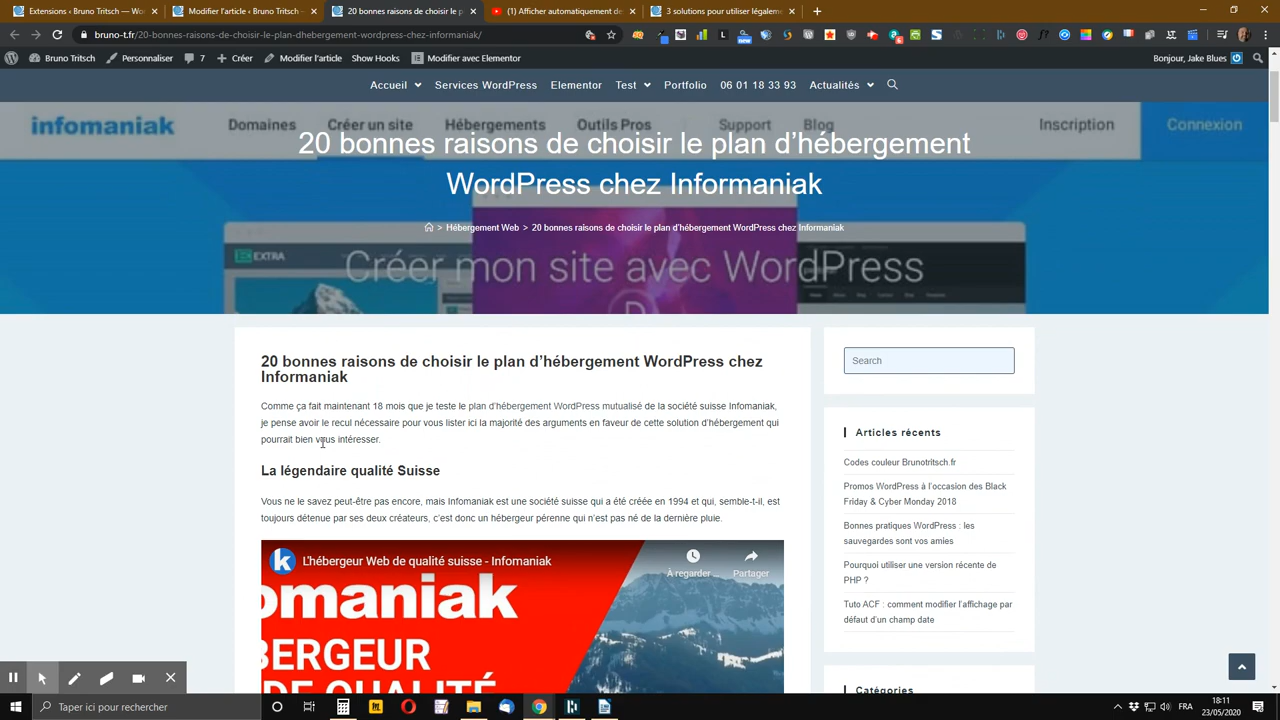 Modifier l'article
Infomaniak - WordPress —
20 bonnes raisons de choisir le p
(1) Afficher le contenu de
3 solutions pour utiliser légaleme
bruno-t.fr/20-bonnes-raisons-de-choisir-le-plan-dhebergement-wordpress-chez-informaniak/
Bruno Tritsch
Personnaliser
7
Créer
Modifier l'article
Show Hooks
Modifier avec Elementor
Bonjour, Jake Blues
Accueil
Services WordPress
Elementor
Test
Portfolio
06 01 18 33 93
Actualités
infomaniak
Domaines
Créer un site
Hébergements
Outils Pros
Support
Blog
Inscription
Connexion
20 bonnes raisons de choisir le plan d'hébergement
WordPress chez Informaniak
> Hébergement Web > 20 bonnes raisons de choisir le plan d'hébergement WordPress chez Informaniak
EXTRA
Créer mon site avec WordPress
20 bonnes raisons de choisir le plan d'hébergement WordPress chez
Informaniak
Comme ça fait maintenant 18 mois que je teste le plan d'hébergement WordPress mutualisé de la société suisse Infomaniak,
je pense avoir le recul nécessaire pour vous lister ici la majorité des arguments en faveur de cette solution d'hébergement qui
pourrait bien vous intéresser.
La légendaire qualité Suisse
Vous ne le savez peut-être pas encore, mais Infomaniak est une société suisse qui a été créée en 1994 et qui, semble-t-il, est
toujours détenue par ses deux créateurs, c'est donc un hébergeur pérenne qui n'est pas né de la dernière pluie.
L'hébergeur Web de qualité suisse - Infomaniak
À regarder ...
Partager
omaniak
BERGEUR
DE QUALITÉ
Search
Articles récents
Codes couleur Brunotritsch.fr
Promos WordPress à l'occasion des Black
Friday & Cyber Monday 2018
Bonnes pratiques WordPress : les
sauvegardes sont vos amies
Pourquoi utiliser une version récente de
PHP ?
Tuto ACF : comment modifier l'affichage par
défaut d'un champ date
Catégories
Taper ici pour rechercher
FRA
18:11
23/05/2020